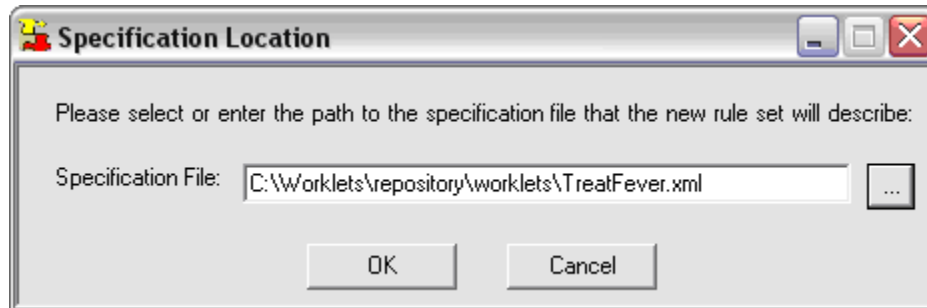 Specification Location
Please select or enter the path to the specification file that the new rule set will describe:
Specification File: C:\Worklets\repository\worklets\TreatFever.xml ...
OK Cancel